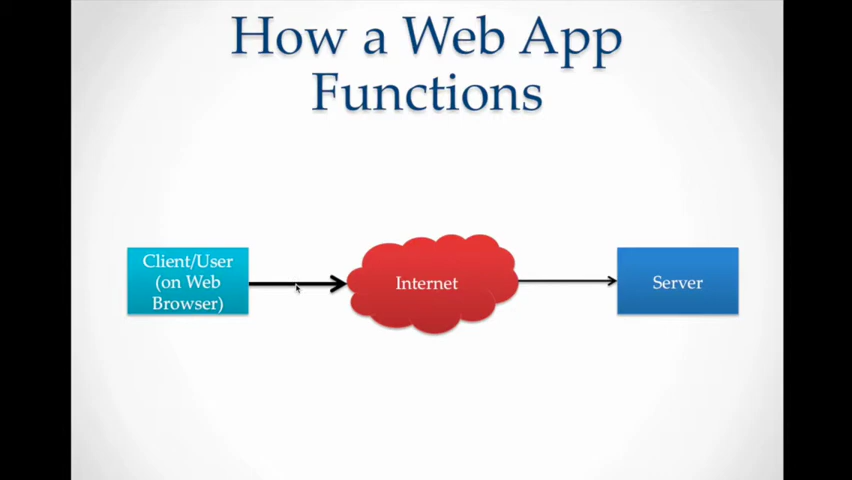 How a Web App
Functions
Client/User
(on Web
Browser)
Internet
Server